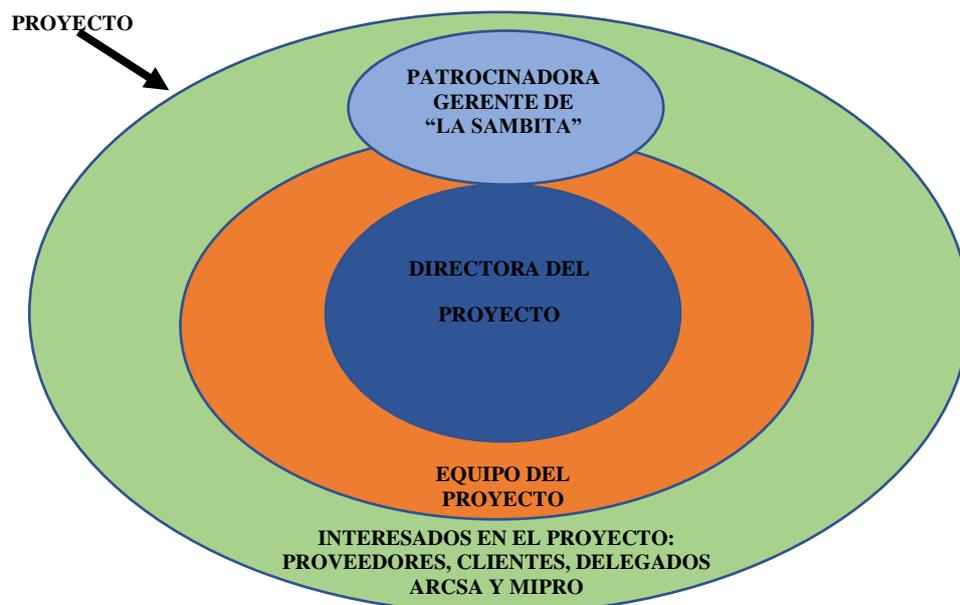 PROYECTO
PATROCINADORA
GERENTE DE
“LA SAMBITA”
DIRECTORA DEL
PROYECTO
EQUIPO DEL
PROYECTO
INTERESADOS EN EL PROYECTO:
PROVEEDORES, CLIENTES, DELEGADOS
ARCSA Y MIPRO